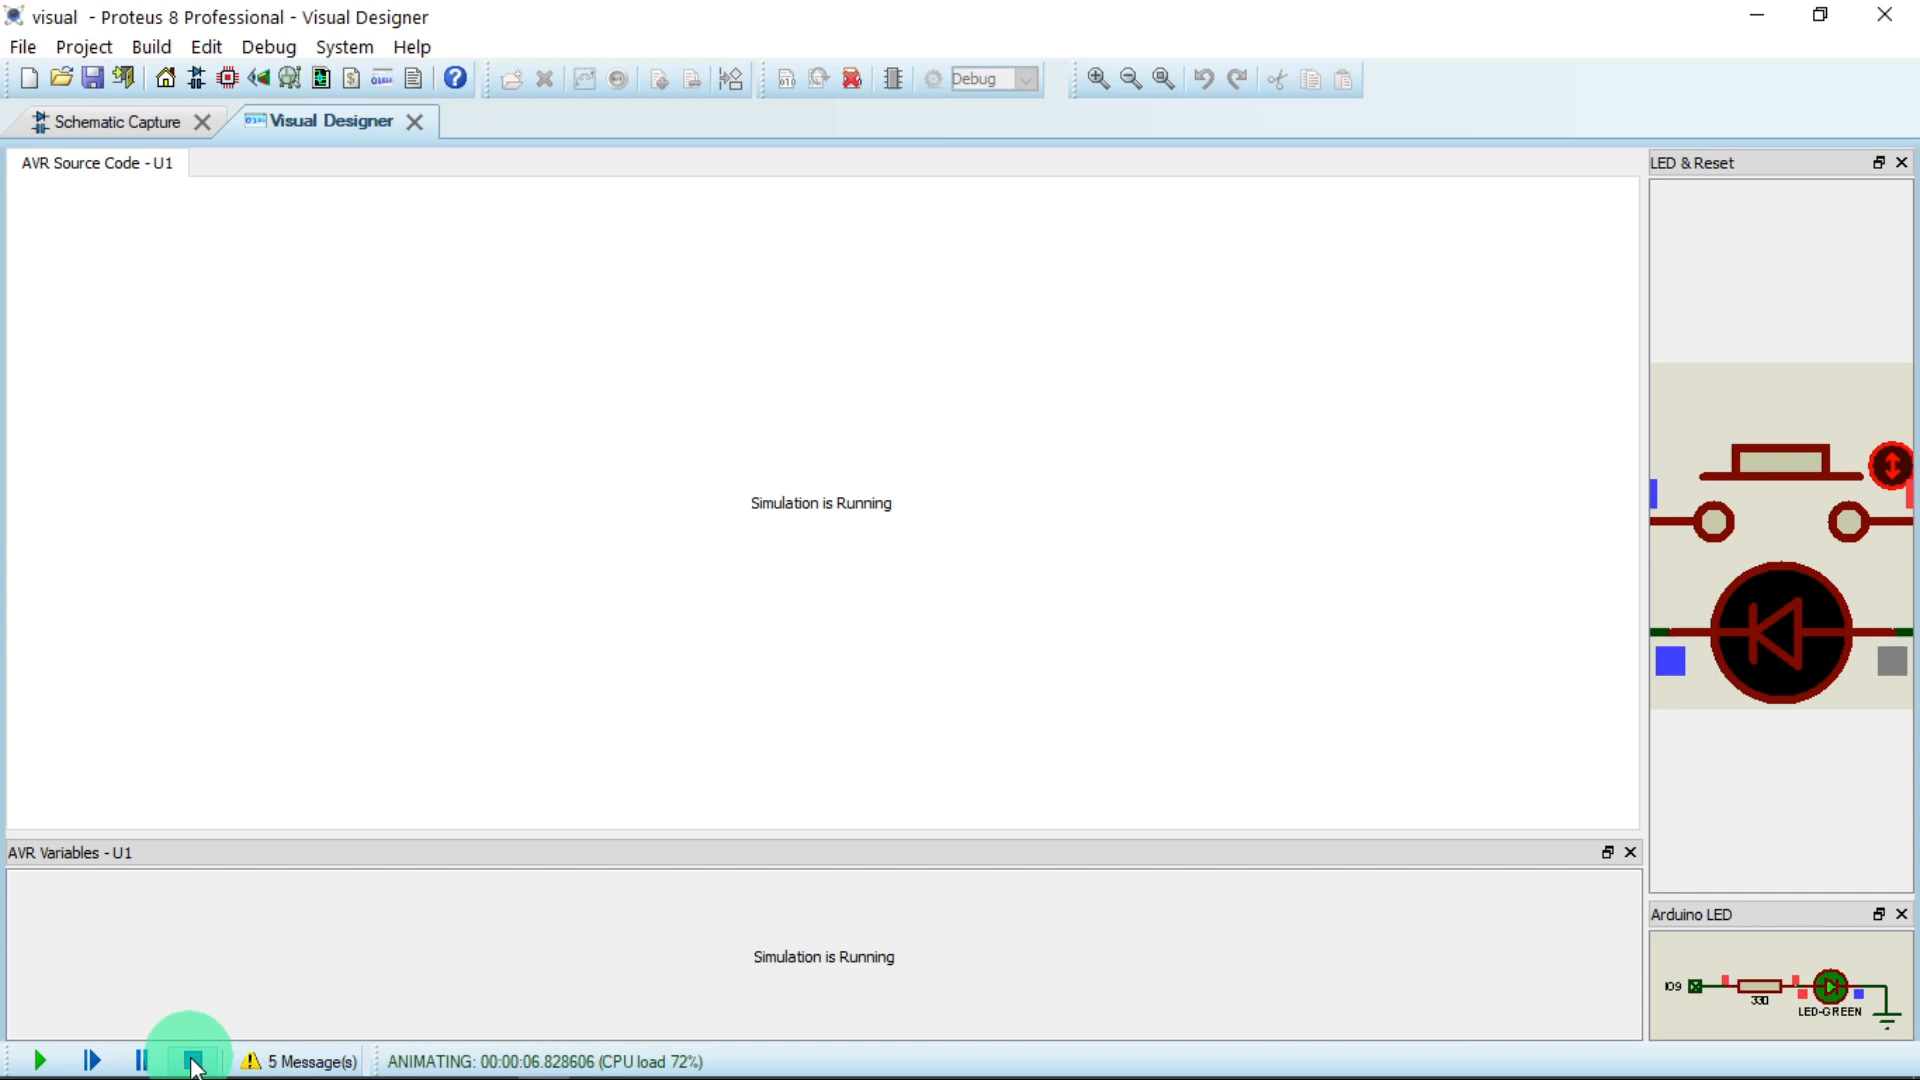 visual - Proteus 8 Professional - Visual Designer
File Project Build Edit Debug System Help
Debug
Schematic Capture
Visual Designer
AVR Source Code - U1
LED & Reset
Simulation is Running
AVR Variables - U1
Simulation is Running
Arduino LED
IO9
330
LED-GREEN
5 Message(s)
ANIMATING: 00:00:06.828606 (CPU load 72%)